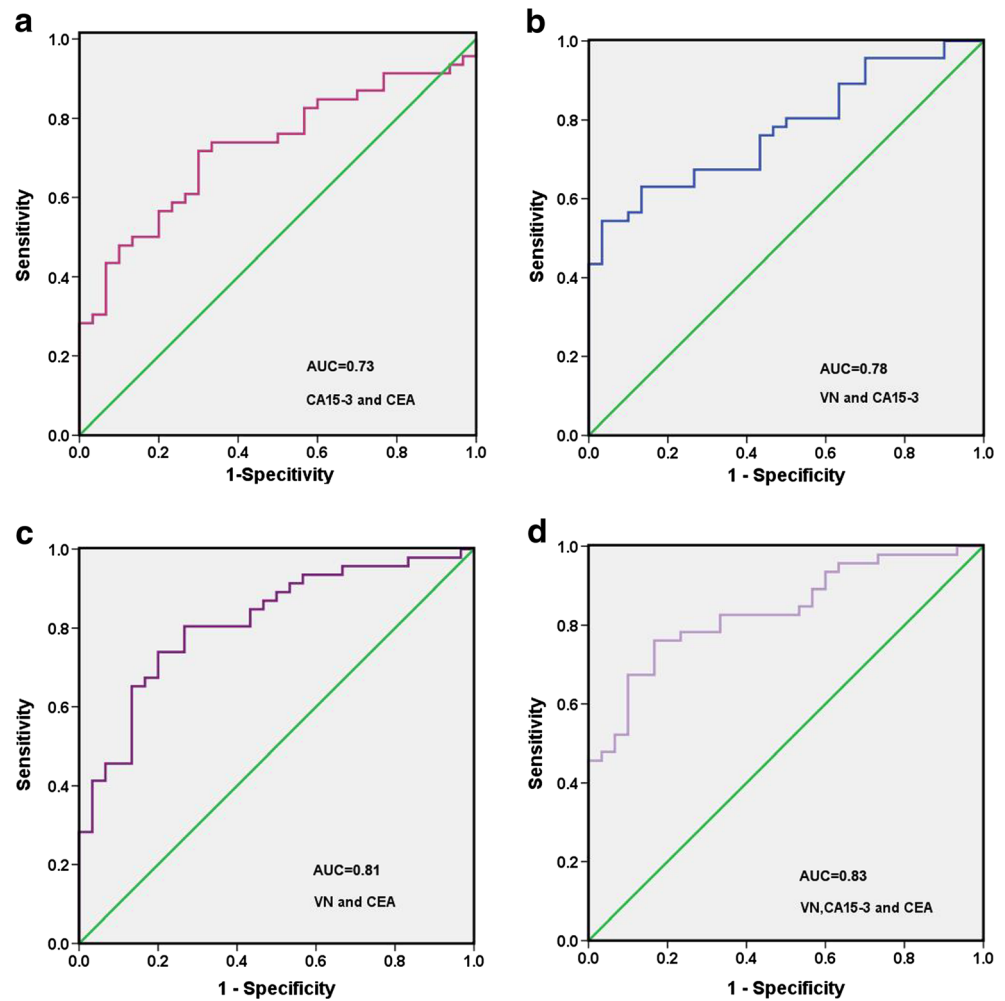 a
1.0
0.8
0.6
0.4
0.2
0.0
Sensitivity
AUC=0.73
CA15-3 and CEA
0.0 0.2 0.4 0.6 0.8 1.0
1-Specitivity
b
1.0
0.8
0.6
0.4
0.2
0.0
Sensitivity
AUC=0.78
VN and CA15-3
0.0 0.2 0.4 0.6 0.8 1.0
1 - Specificity
c
1.0
0.8
0.6
0.4
0.2
0.0
Sensitivity
AUC=0.81
VN and CEA
0.0 0.2 0.4 0.6 0.8 1.0
1 - Specificity
d
1.0
0.8
0.6
0.4
0.2
0.0
Sensitivity
AUC=0.83
VN,CA15-3 and CEA
0.0 0.2 0.4 0.6 0.8 1.0
1 - Specificity